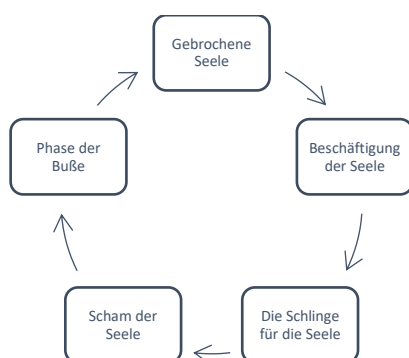 Gebrochene
Seele
Beschäftigung
der Seele
Die Schlinge
für die Seele
Scham der
Seele
Phase der
Buße